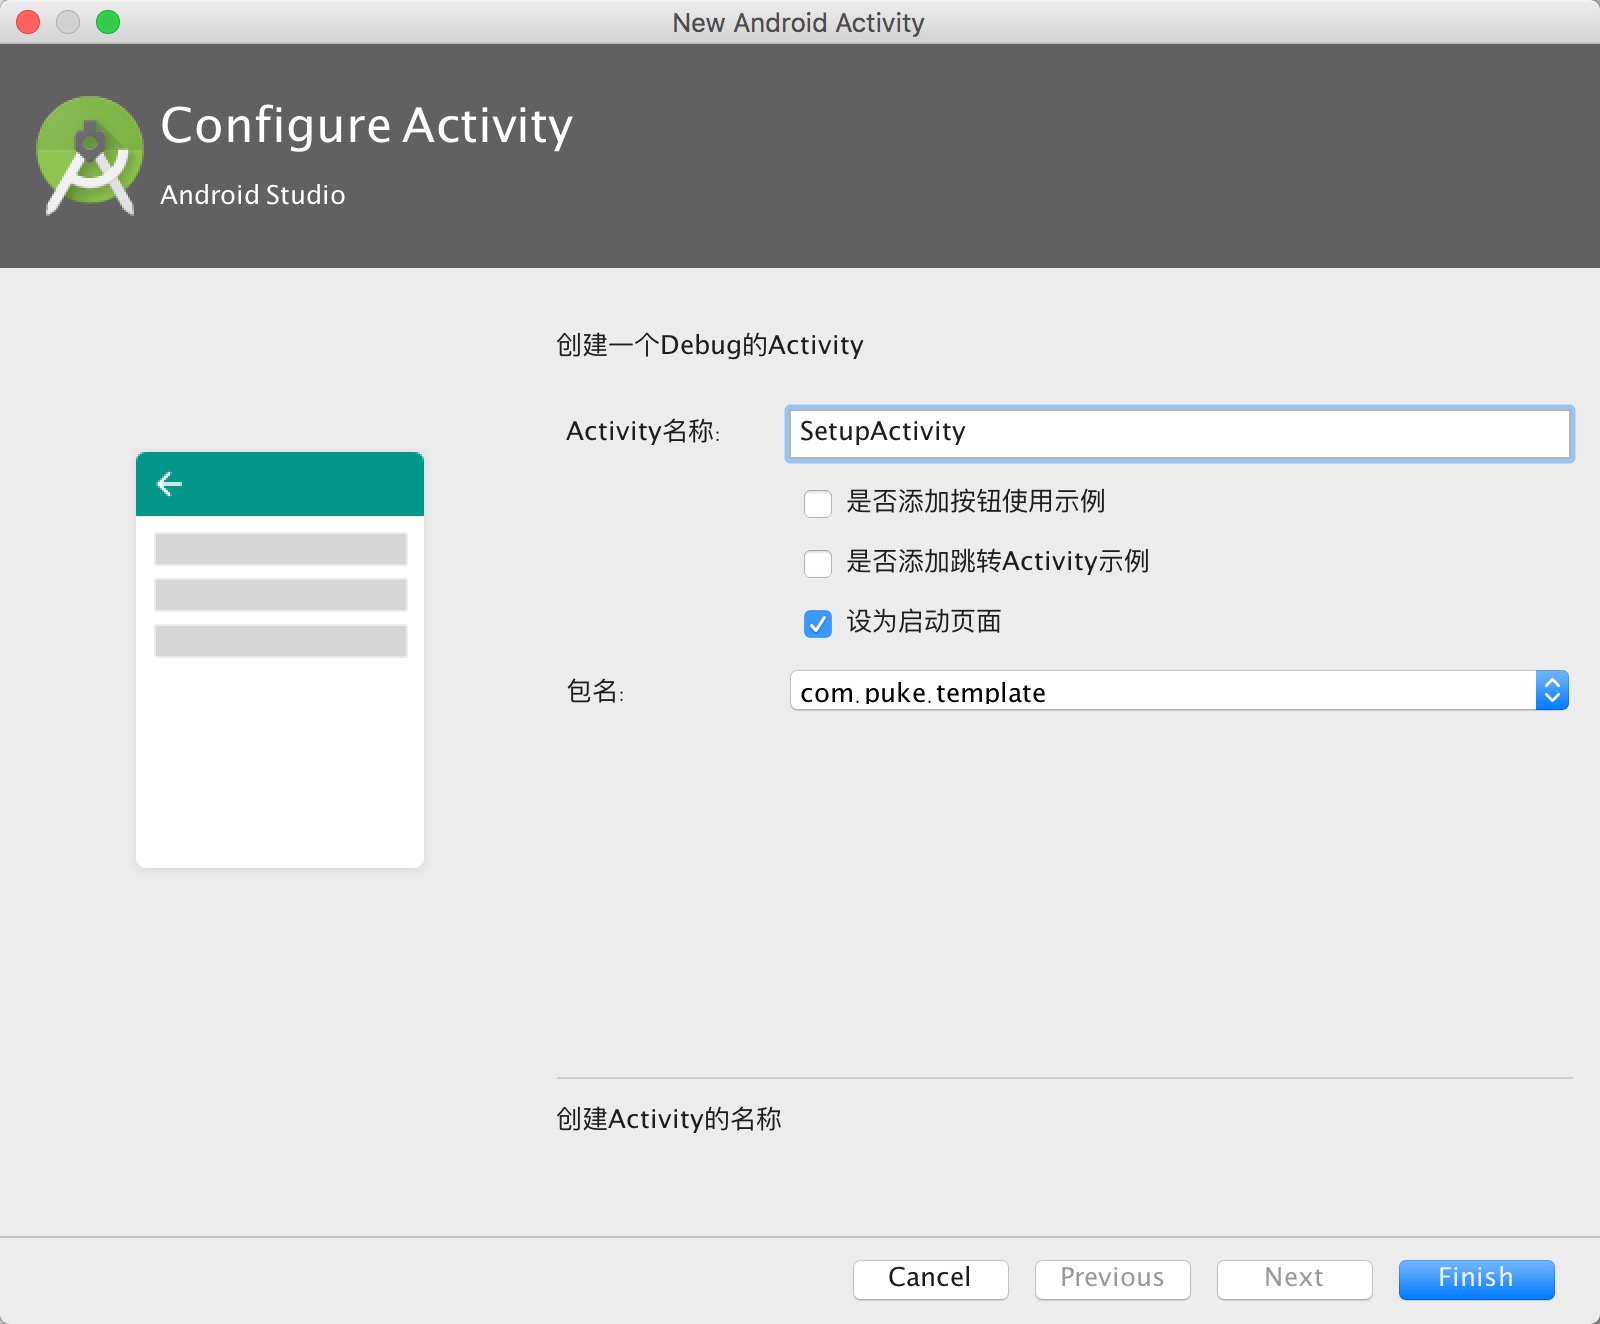 New Android Activity
Configure Activity
Android Studio
创建一个Debug的Activity
Activity名称:
SetupActivity
是否添加按钮使用示例
是否添加跳转Activity示例
设为启动页面
包名:
com.puke.template
创建Activity的名称
Cancel
Previous
Next
Finish